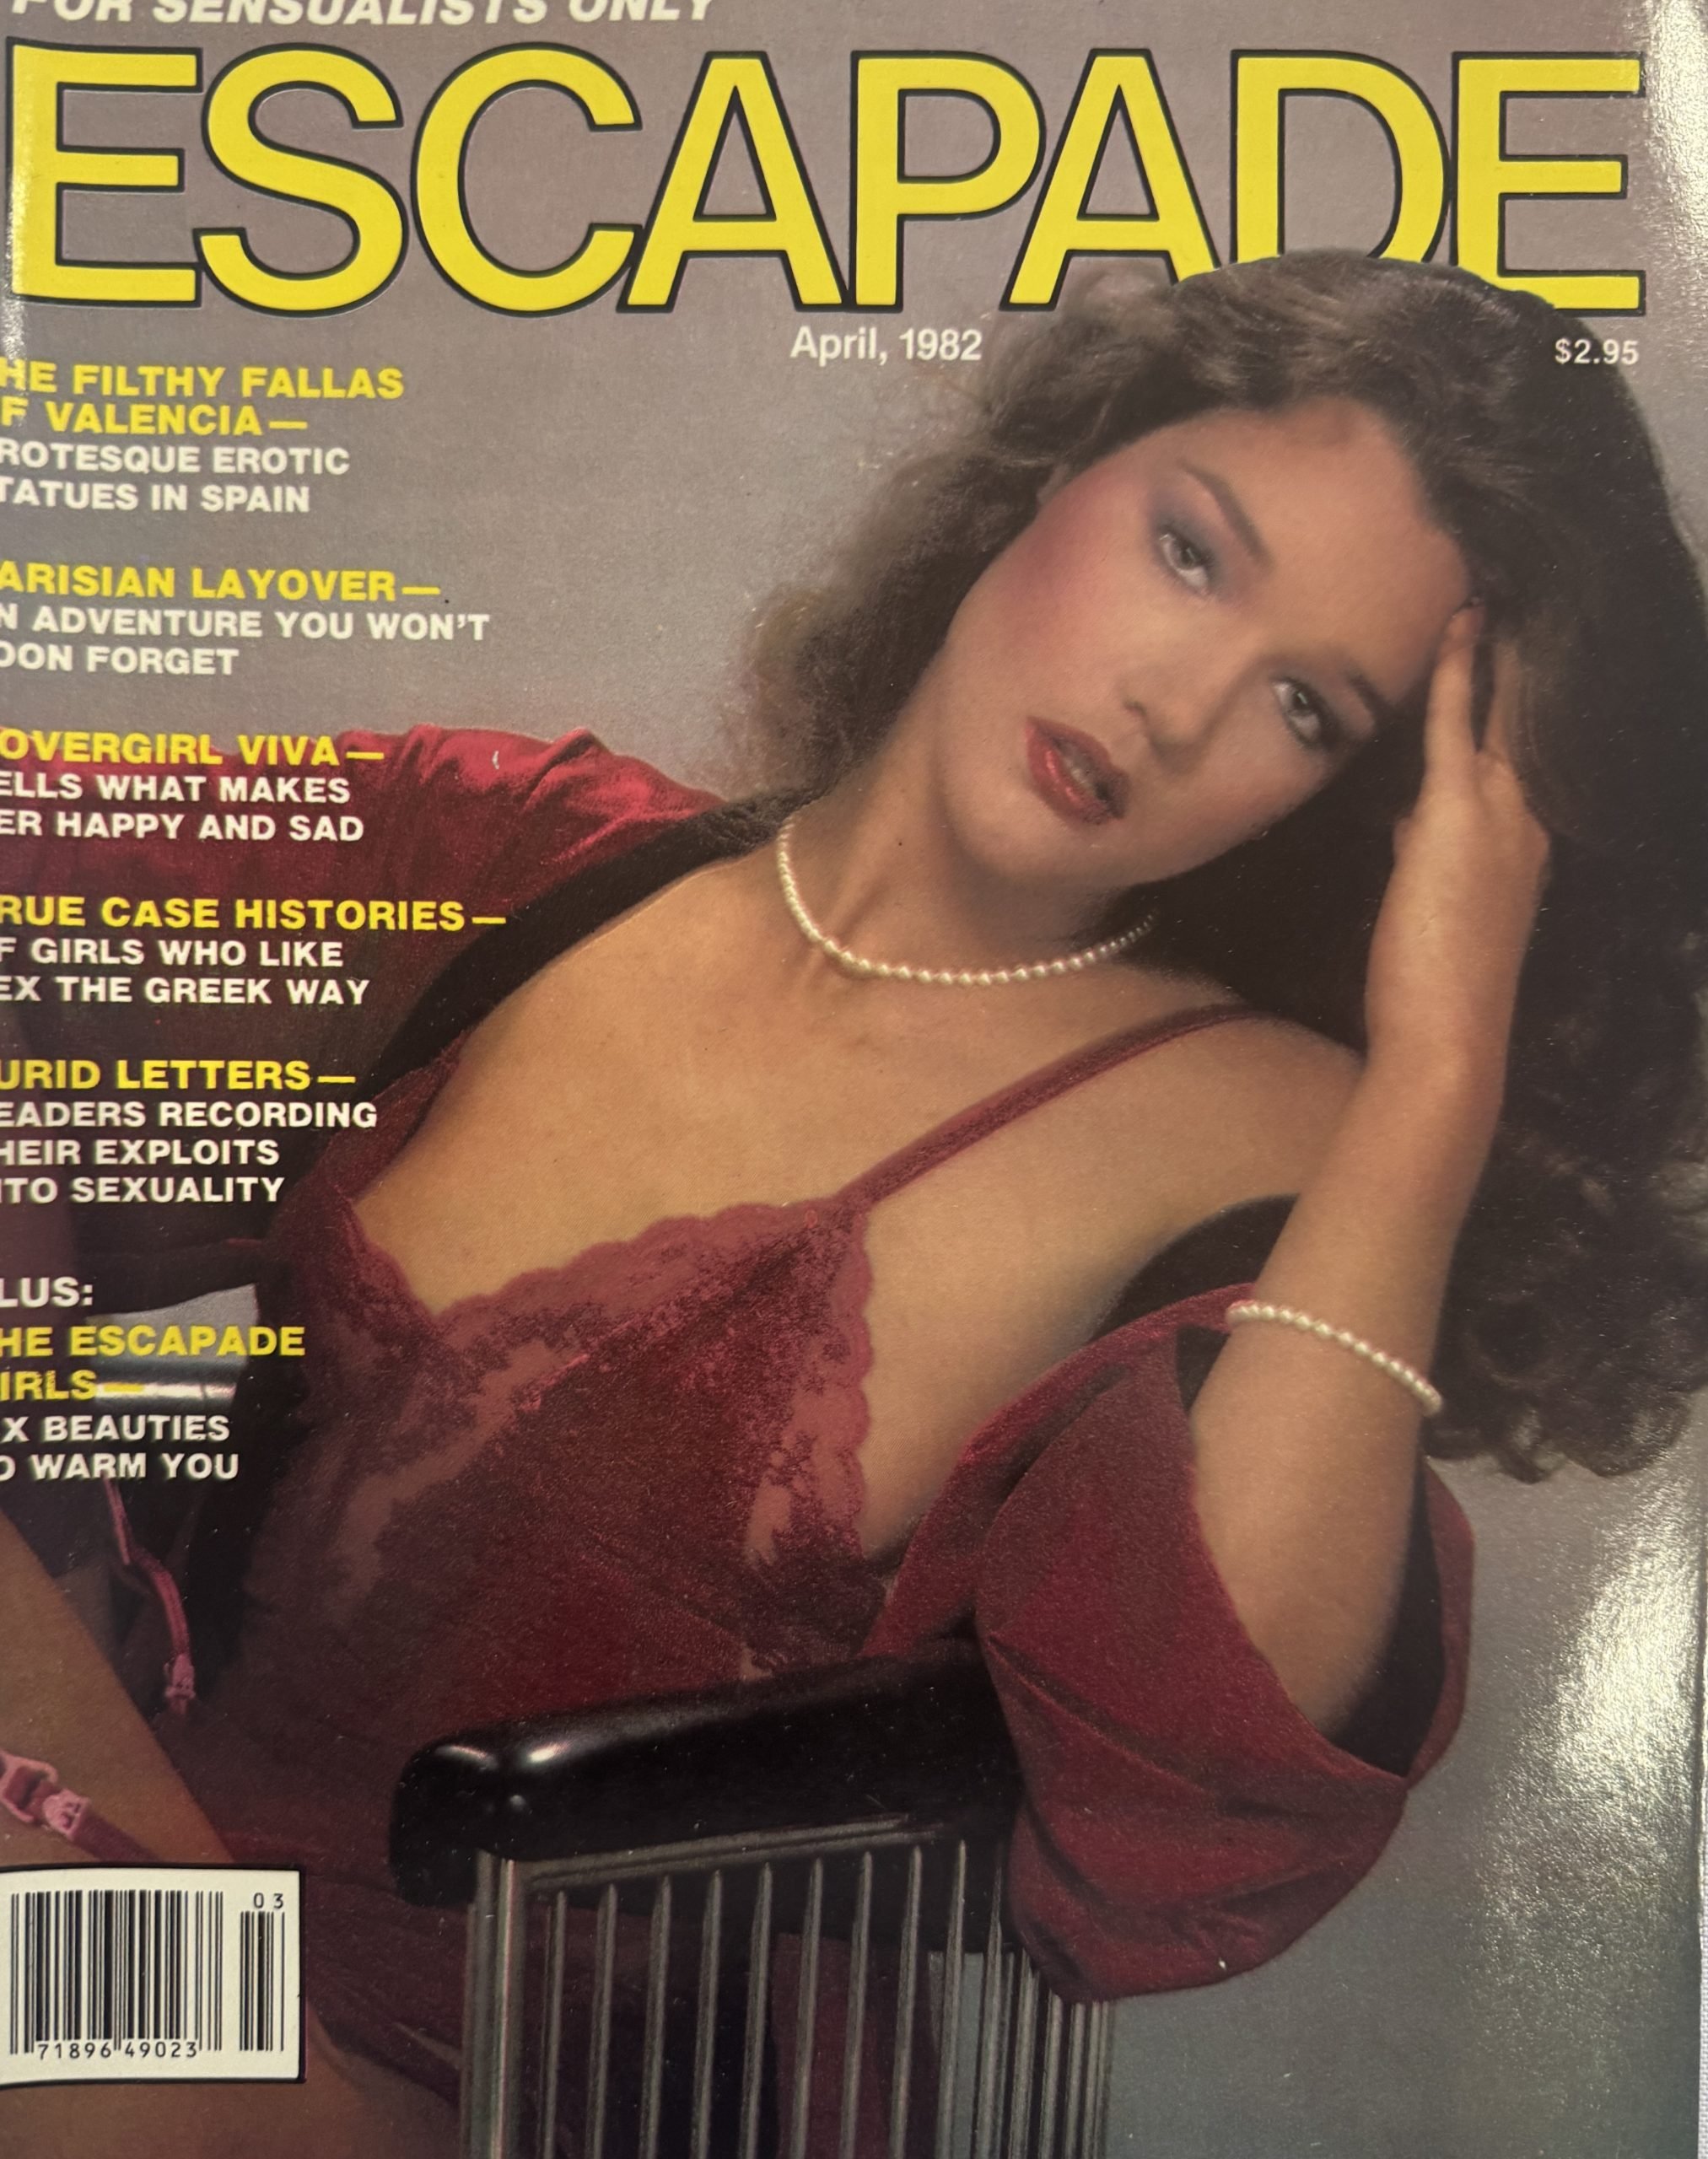 FOR SENSUALISTS ONLY
ESCAPADE
April, 1982
$2.95
HE FILTHY FALLAS
F VALENCIA—
ROTESQUE EROTIC
TATUES IN SPAIN
ARISIAN LAYOVER—
N ADVENTURE YOU WON'T
OON FORGET
OVERGIRL VIVA—
ELLS WHAT MAKES
ER HAPPY AND SAD
RUE CASE HISTORIES—
F GIRLS WHO LIKE
EX THE GREEK WAY
URID LETTERS—
EADERS RECORDING
HEIR EXPLOITS
NTO SEXUALITY
LUS:
HE ESCAPADE
IRLS—
IX BEAUTIES
O WARM YOU
03
71896 49023